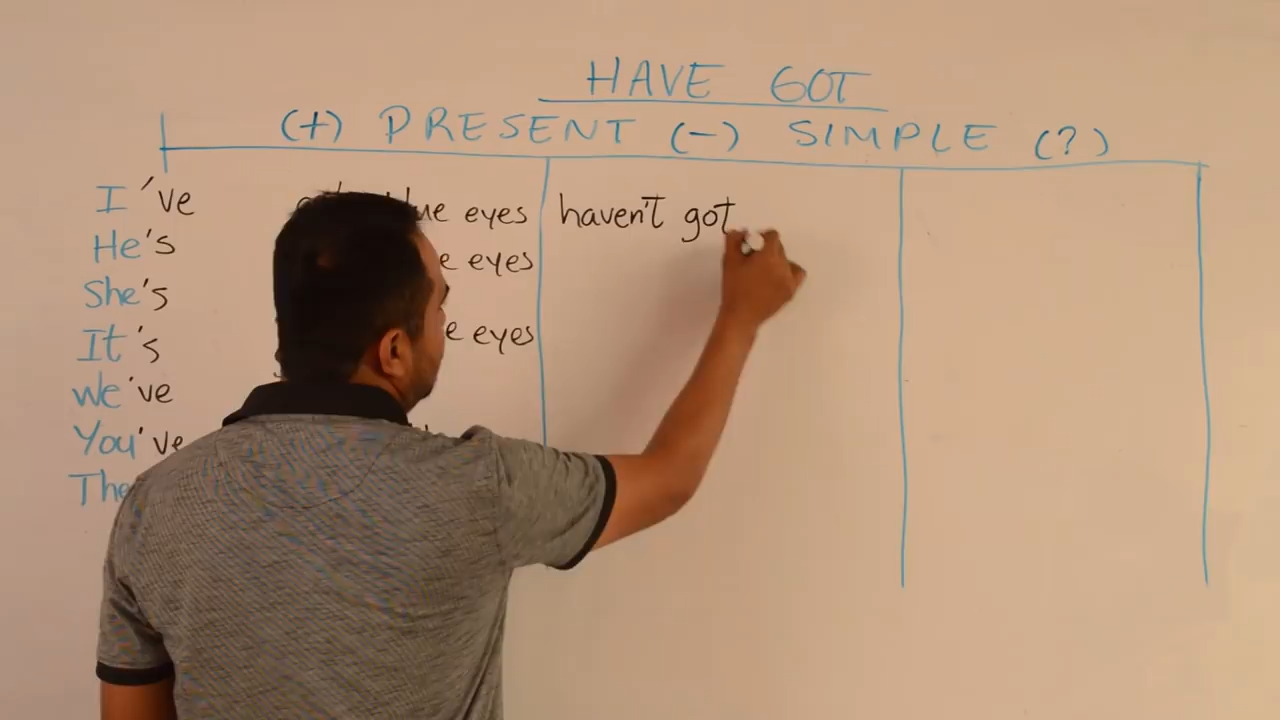 HAVE GOT
(+) PRESENT (-) SIMPLE (?)
I 've eyes haven't got
He's eyes
She's
It's eyes
We've
You've